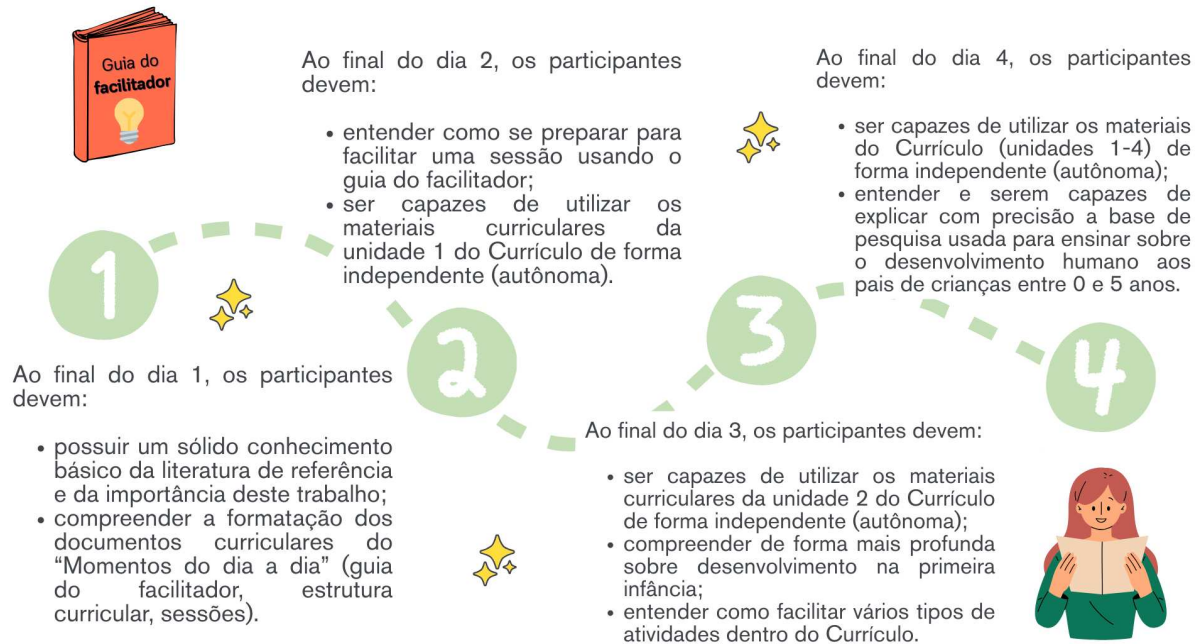 Guia do
facilitador
1
Ao final do dia 1, os participantes
devem:
• possuir um sólido conhecimento
básico da literatura de referência
e da importância deste trabalho;
• compreender a formatação dos
documentos curriculares do
“Momentos do dia a dia” (guia
do facilitador, estrutura
curricular, sessões).
Ao final do dia 2, os participantes
devem:
• entender como se preparar para
facilitar uma sessão usando o
guia do facilitador;
• ser capazes de utilizar os
materiais curriculares da
unidade 1 do Currículo de forma
independente (autônoma).
2
3
Ao final do dia 3, os participantes devem:
• ser capazes de utilizar os materiais
curriculares da unidade 2 do Currículo
de forma independente (autônoma);
• compreender de forma mais profunda
sobre desenvolvimento na primeira
infância;
• entender como facilitar vários tipos de
atividades dentro do Currículo.
Ao final do dia 4, os participantes
devem:
• ser capazes de utilizar os materiais
do Currículo (unidades 1-4) de
forma independente (autônoma);
• entender e serem capazes de
explicar com precisão a base de
pesquisa usada para ensinar sobre
o desenvolvimento humano aos
pais de crianças entre 0 e 5 anos.
4